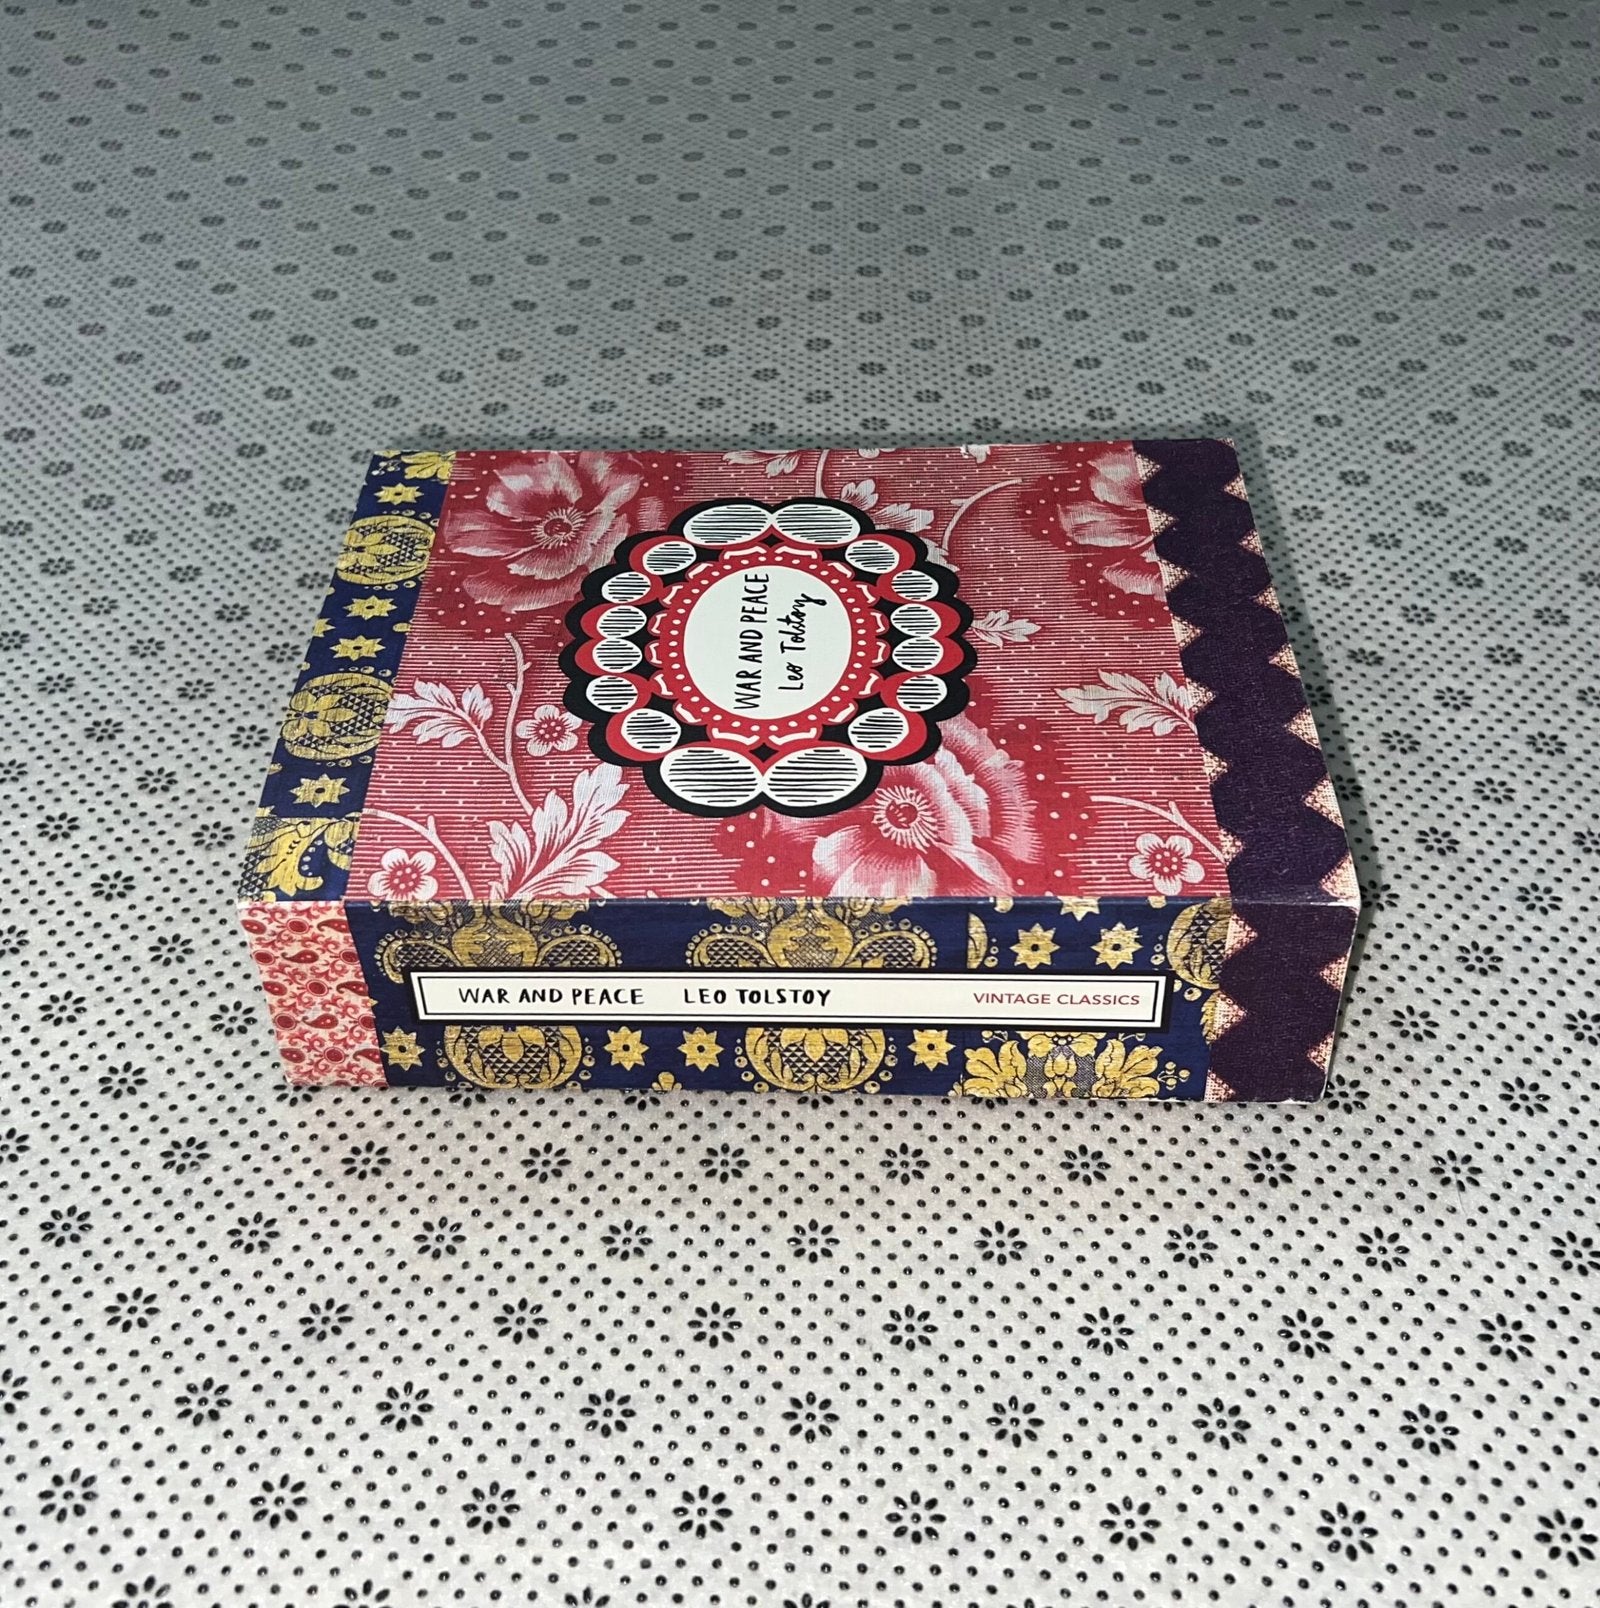 WAR AND PEACE
Leo Tolstoy
WAR AND PEACE LEO TOLSTOY VINTAGE CLASSICS